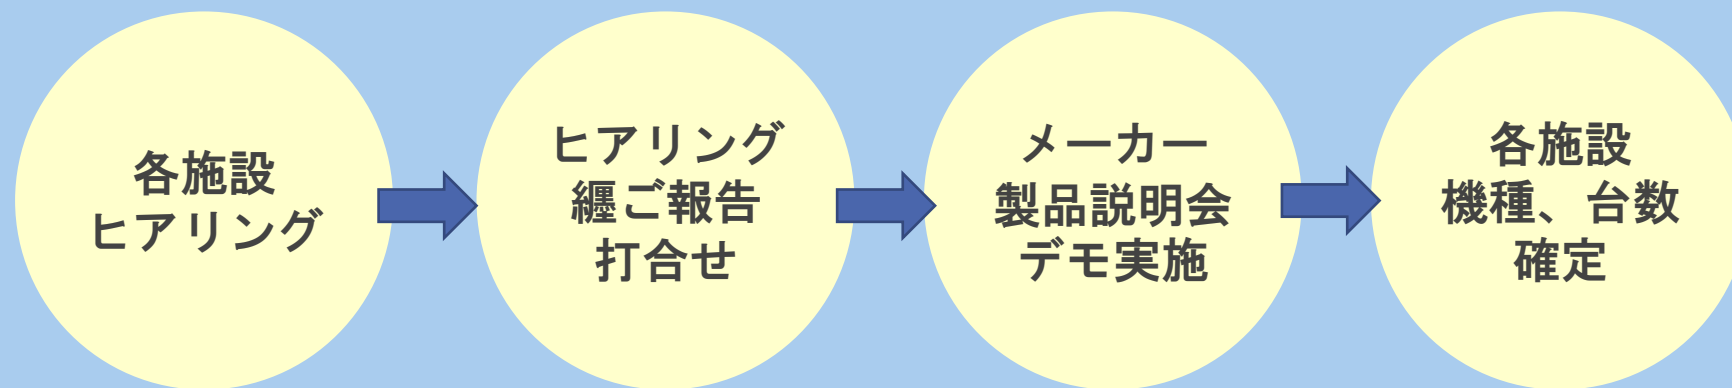 各施設
ヒアリング
ヒアリング
纒ご報告
打合せ
メーカー
製品説明会
デモ実施
各施設
機種、台数
確定